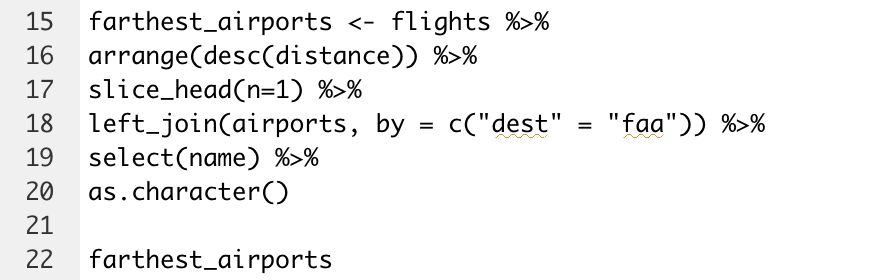 15 farthest_airports <- flights %>%
16 arrange(desc(distance)) %>%
17 slice_head(n=1) %>%
18 left_join(airports, by = c("dest" = "faa")) %>%
19 select(name) %>%
20 as.character()
21
22 farthest_airports